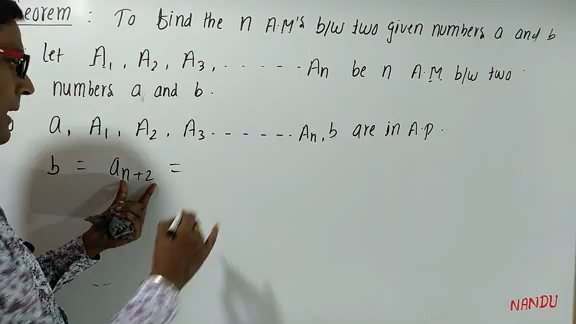 eorem : To find the n A.M's b/w two given numbers a and b
let A₁, A₂, A₃, ...... An be n A.M b/w two
numbers a and b.
a, A₁, A₂, A₃ ------... An, b are in A.P.
b = aₙ₊₂ =
NANDU